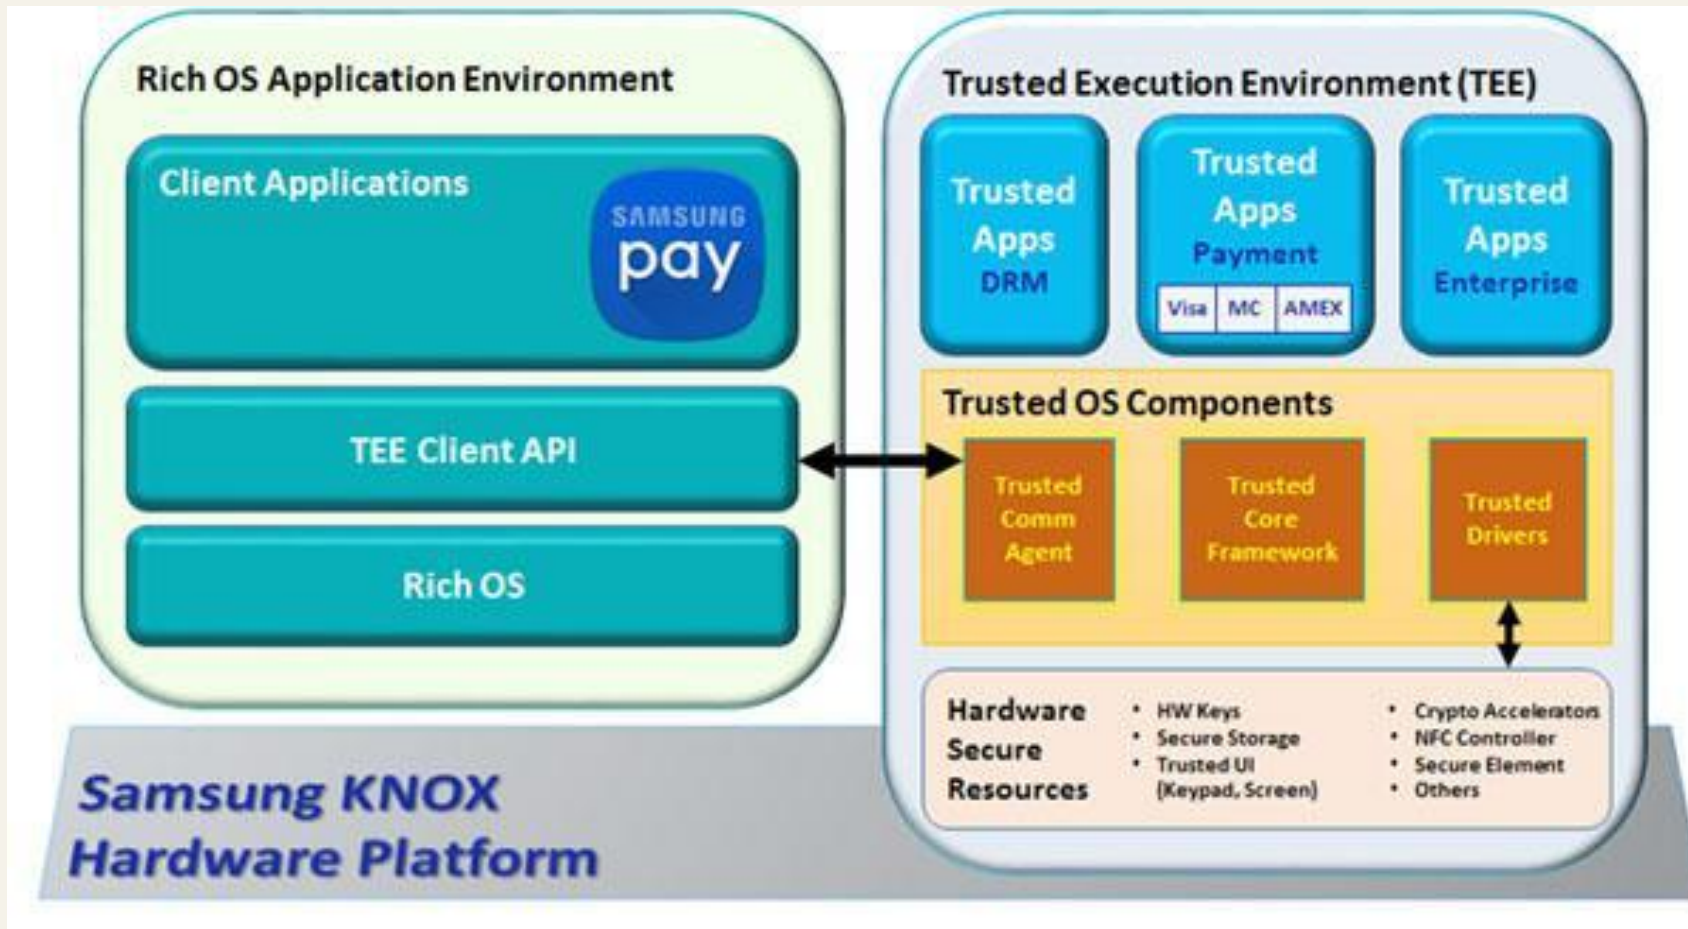 Rich OS Application Environment
Client Applications
SAMSUNG
pay
TEE Client API
Rich OS
Trusted Execution Environment (TEE)
Trusted
Apps
DRM
Trusted
Apps
Payment
Visa MC AMEX
Trusted
Apps
Enterprise
Trusted OS Components
Trusted
Comm
Agent
Trusted
Core
Framework
Trusted
Drivers
Hardware
Secure
Resources
• HW Keys
• Secure Storage
• Trusted UI
(Keypad, Screen)
• Crypto Accelerators
• NFC Controller
• Secure Element
• Others
Samsung KNOX
Hardware Platform